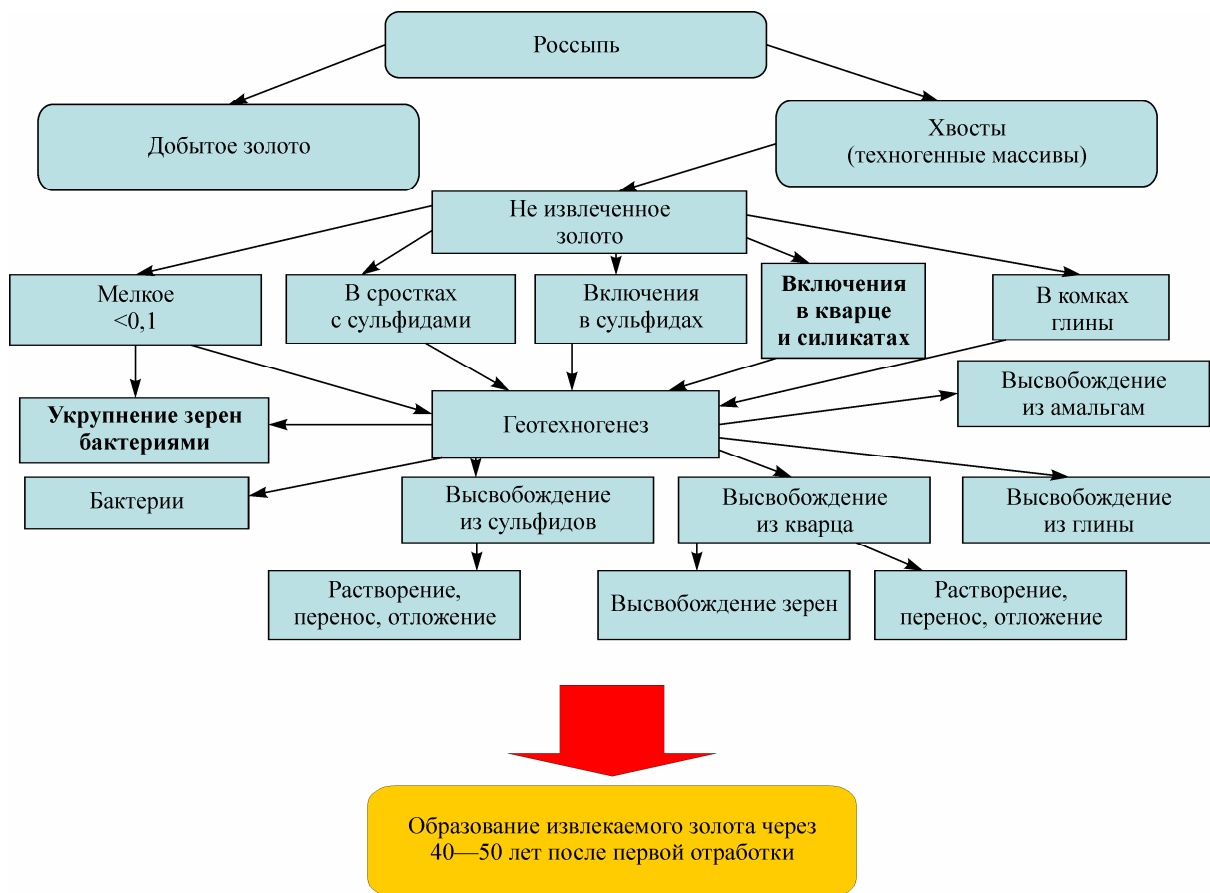 Россыпь
Добытое золото
Хвосты
(техногенные массивы)
Не извлеченное
золото
Мелкое
<0,1
В сростках
с сульфидами
Включения
в сульфидах
Включения
в кварце
и силикатах
В комках
глины
Укрупнение зерен
бактериями
Геотехногенез
Высвобождение
из амальгам
Бактерии
Высвобождение
из сульфидов
Высвобождение
из кварца
Высвобождение
из глины
Растворение,
перенос, отложение
Высвобождение зерен
Растворение,
перенос, отложение
Образование извлекаемого золота через
40—50 лет после первой отработки